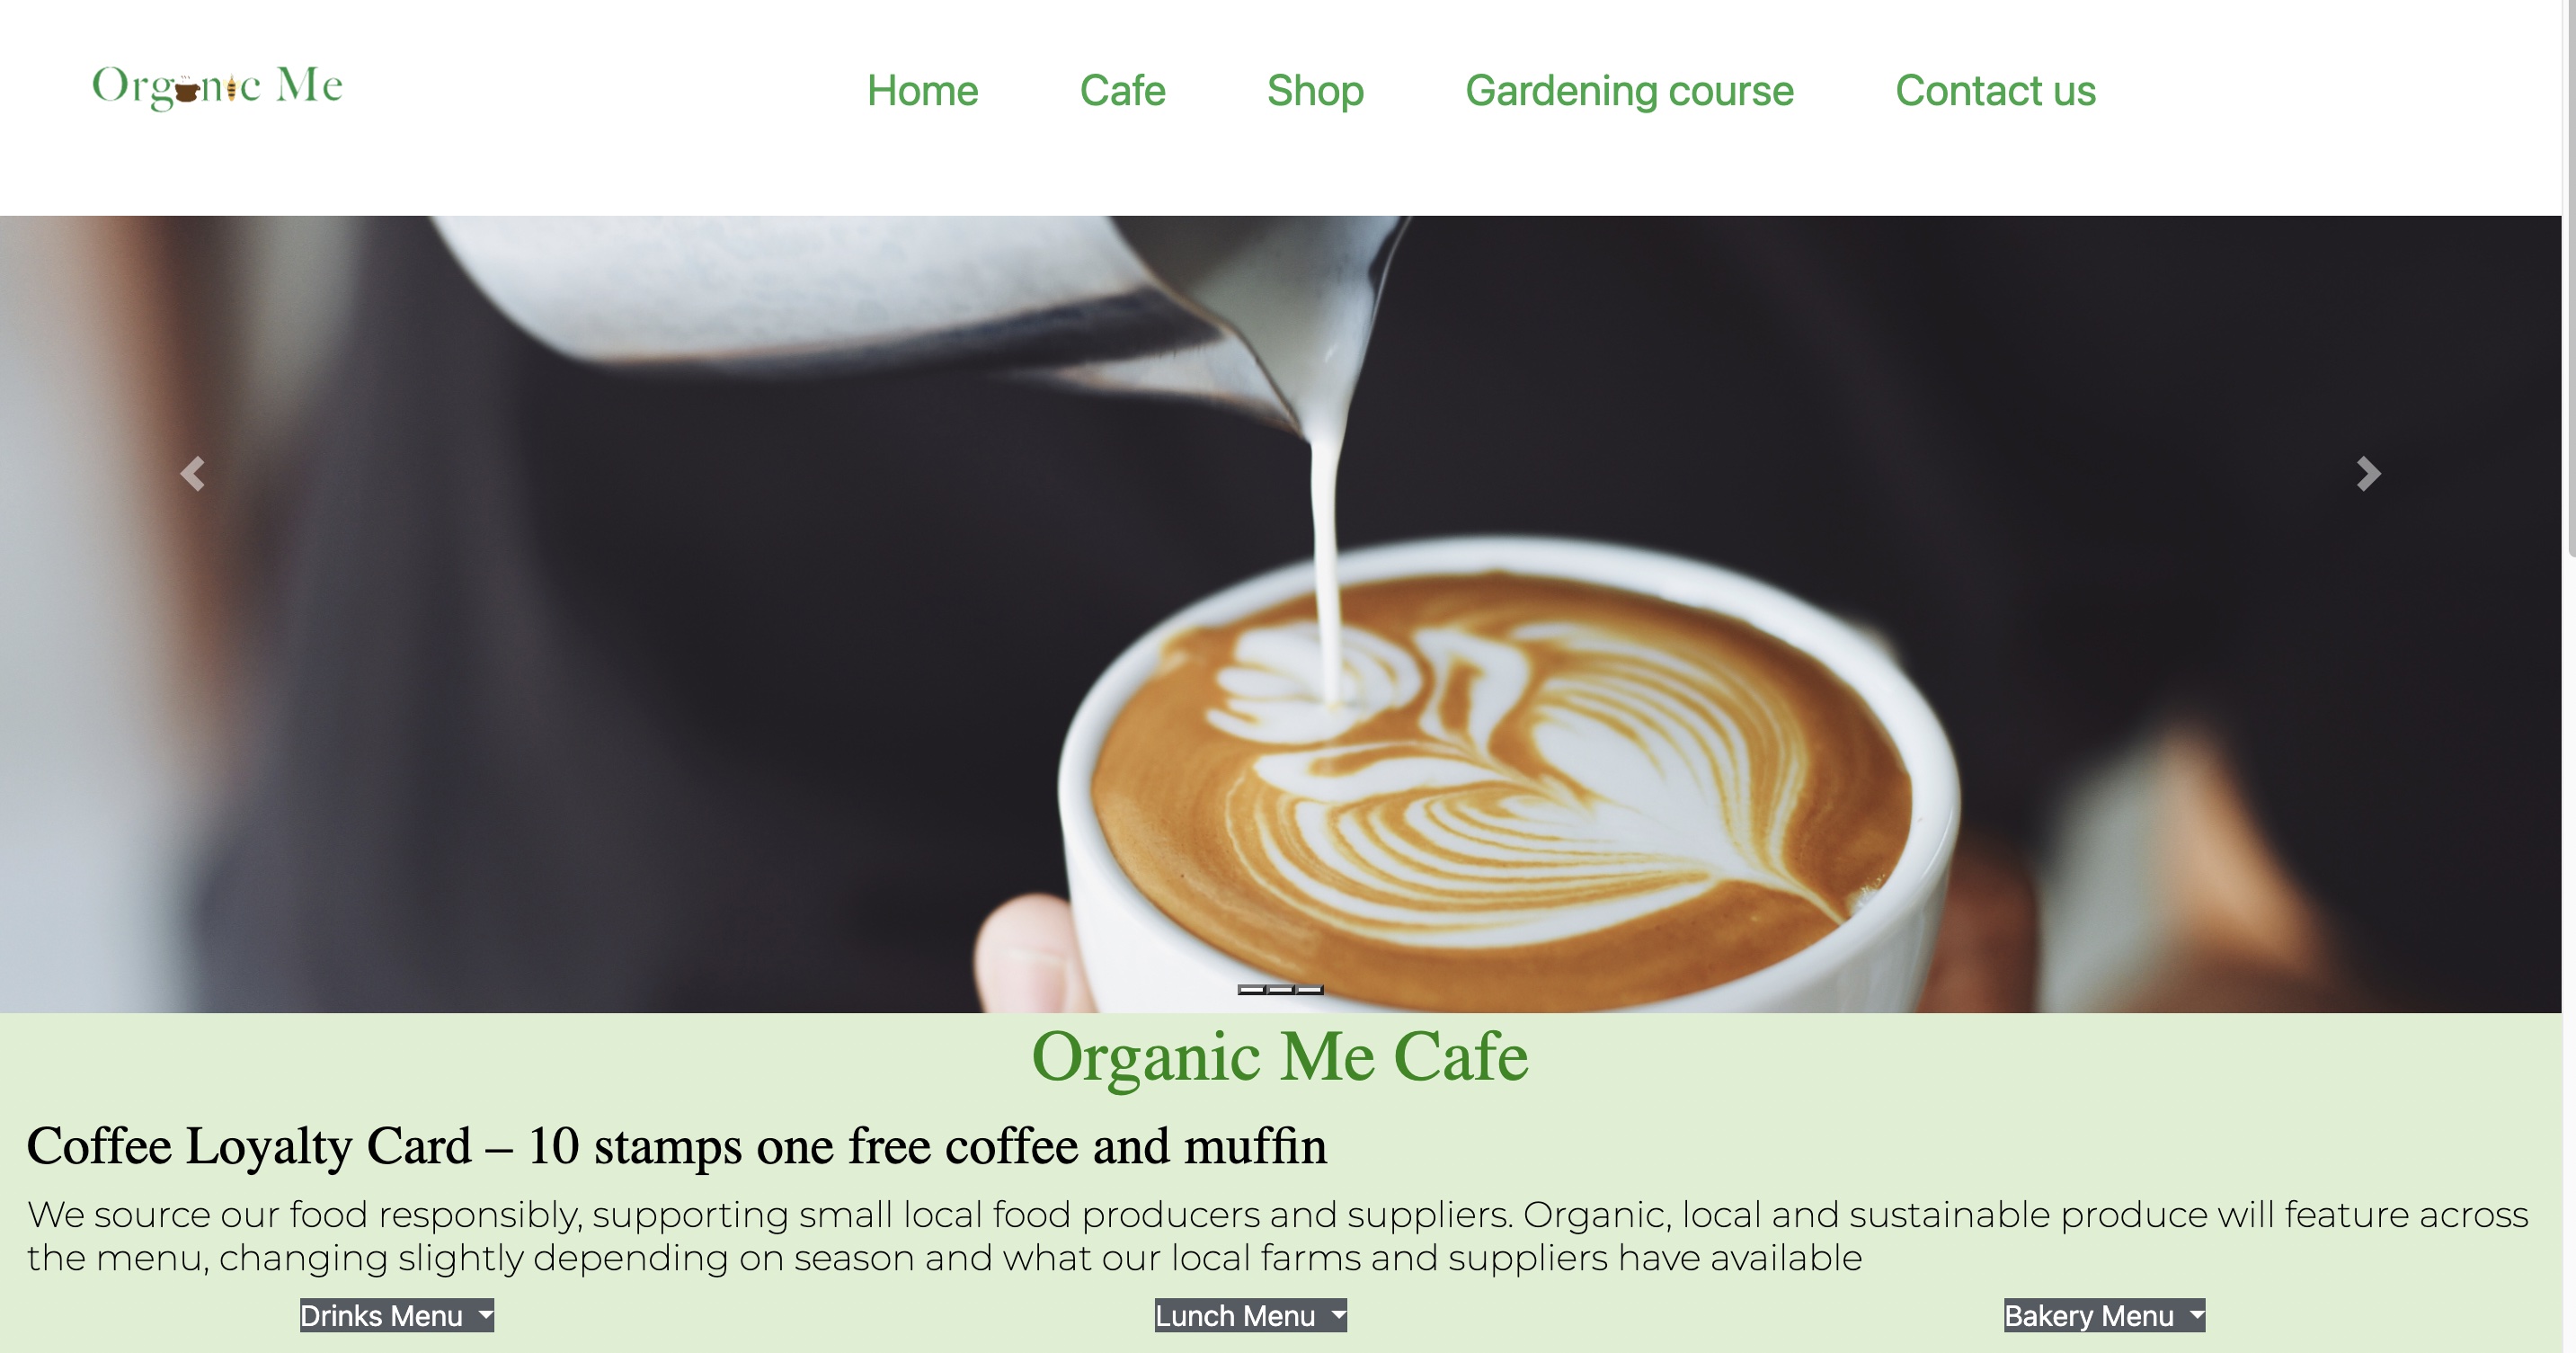 Organic Me
Home Cafe Shop Gardening course Contact us
Organic Me Cafe
Coffee Loyalty Card – 10 stamps one free coffee and muffin
We source our food responsibly, supporting small local food producers and suppliers. Organic, local and sustainable produce will feature across
the menu, changing slightly depending on season and what our local farms and suppliers have available
Drinks Menu Lunch Menu Bakery Menu